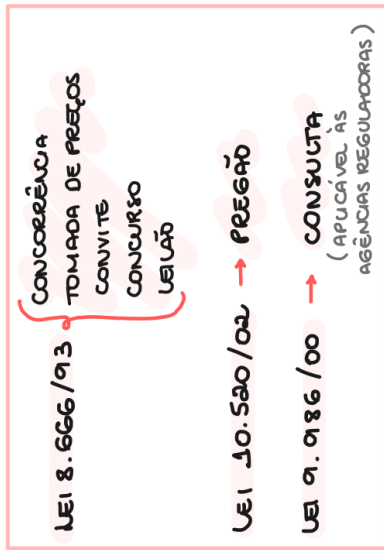 LEI 8.666/93
CONCORRÊNCIA
TOMADA DE PREÇOS
CONVITE
CONCURSO
LEILÃO
LEI 10.520/02 → PREGÃO
LEI 9.986/00 → CONSULTA
(APLICÁVEL ÀS
AGÊNCIAS REGULADORAS)